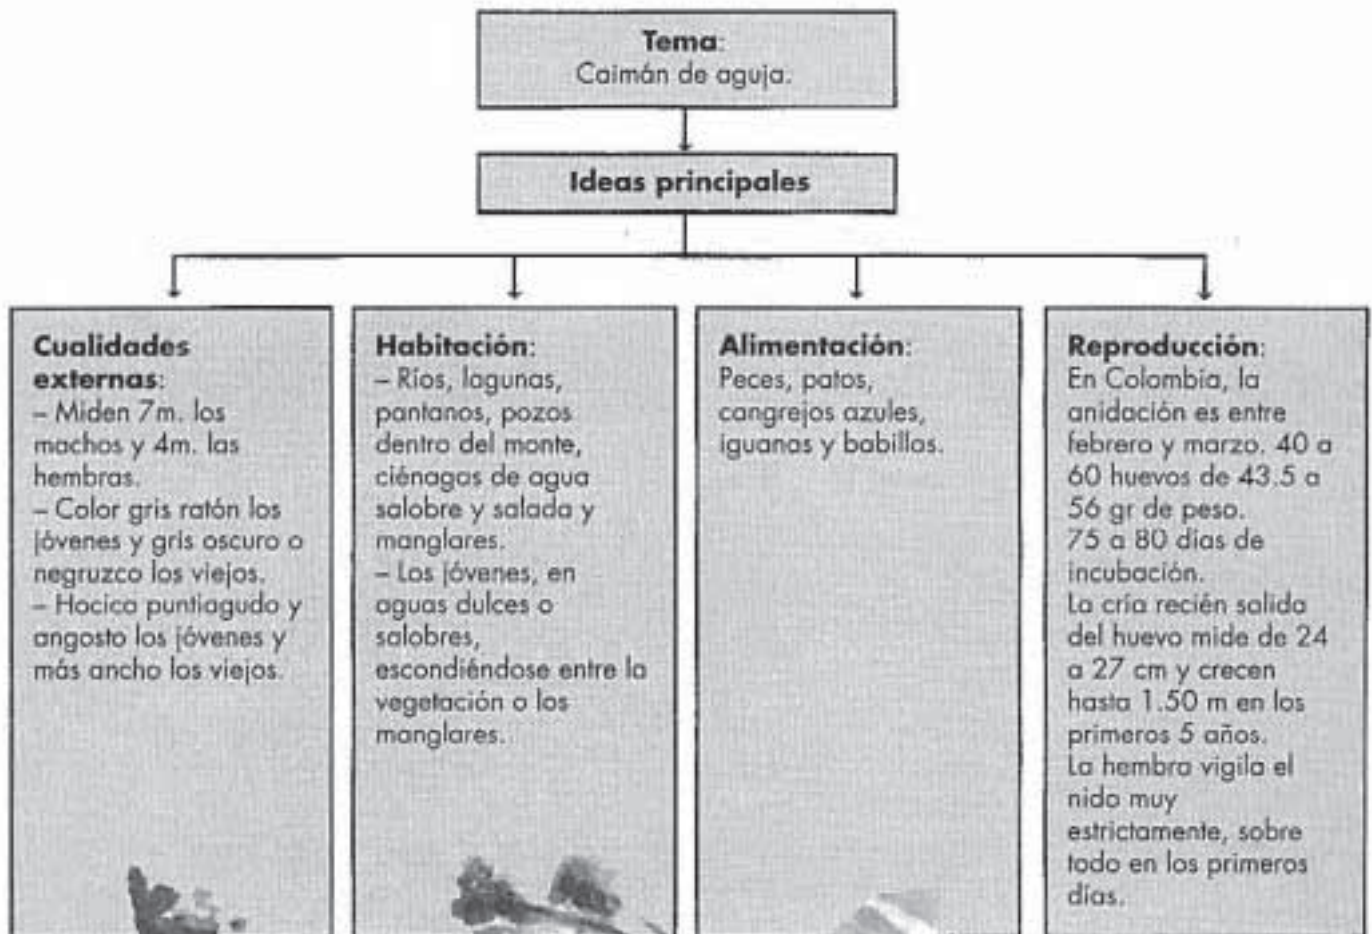 Tema:
Caimán de aguja.
Ideas principales
Cualidades
externas:
– Miden 7m. los
machos y 4m. las
hembras.
– Color gris ratón los
jóvenes y gris oscuro o
negruzco los viejos.
– Hocico puntiagudo y
angosto los jóvenes y
más ancho los viejos.
Habitación:
– Ríos, lagunas,
pantanos, pozos
dentro del monte,
ciénagas de agua
salobre y salada y
manglares.
– Los jóvenes, en
aguas dulces o
salobres,
escondiéndose entre la
vegetación o los
manglares.
Alimentación:
Peces, patos,
cangrejos azules,
iguanas y babillos.
Reproducción:
En Colombia, la
anidación es entre
febrero y marzo. 40 a
60 huevos de 43.5 a
56 gr de peso.
75 a 80 días de
incubación.
La cría recién salida
del huevo mide de 24
a 27 cm y crecen
hasta 1.50 m en los
primeros 5 años.
La hembra vigila el
nido muy
estrictamente, sobre
todo en los primeros
días.